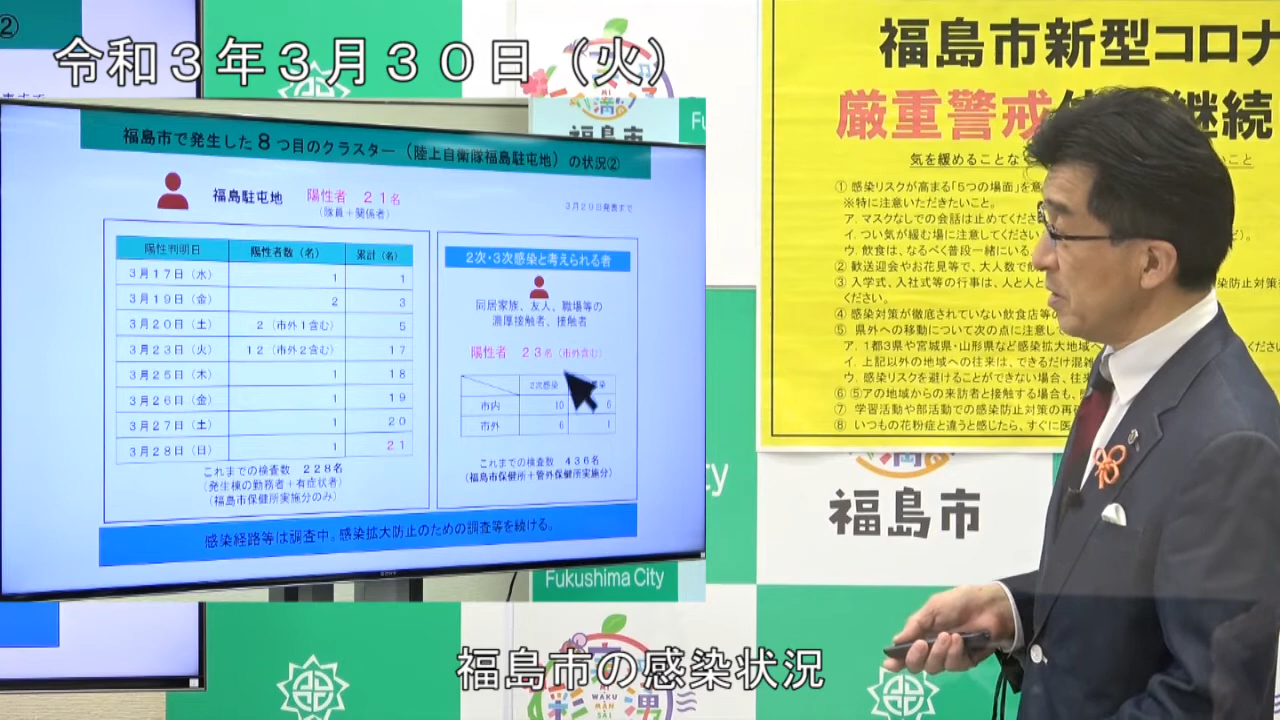 ②
令和３年３月３０日（火）
福島市で発生した８つ目のクラスター（陸上自衛隊福島駐屯地）の状況②
福島駐屯地 陽性者 ２１名
（隊員＋関係者）
３月２９日発表まで
陽性判明日 陽性者数（名） 累計（名）
３月１７日（水） 1 1
３月１９日（金） 2 3
３月２０日（土） ２（市外１含む） 5
３月２３日（火） １２（市外２含む） 17
３月２５日（木） 1 18
３月２６日（金） 1 19
３月２７日（土） 1 20
３月２８日（日） 1 21
これまでの検査数 ２２８名
（発生棟の勤務者＋有症状者）
（福島市保健所実施分のみ）
２次・３次感染と考えられる者
同居家族、友人、職場等の
濃厚接触者、接触者
陽性者 ２３名（市外含む）
２次感染 染
市内 10 6
市外 6 1
これまでの検査数 ４３６名
（福島市保健所＋管外保健所実施分）
感染経路等は調査中。感染拡大防止のための調査等を続ける。
福島市新型コロナ
厳重警戒 継続
気を緩めることな いこと
① 感染リスクが高まる「5つの場面」を意
※特に注意いただきたいこと。
ア. マスクなしでの会話は止めてくださ
イ. つい気が緩む場に注意してください
ウ. 飲食は、なるべく普段一緒にいる
② 歓送迎会やお花見等で、大人数で飲
③ 入学式、入社式等の行事は、人と人と 防止対策を
ください。
④ 感染対策が徹底されていない飲食店等の
⑤ 県外への移動について次の点に注意して
ア. 1都3県や宮城県・山形県など感染拡大地域へ ください
イ. 上記以外の地域への往来は、できるだけ混雑
ウ. 感染リスクを避けることができない場合、往来
⑥ ⑤アの地域からの来訪者と接触する場合も、
⑦ 学習活動や部活動での感染防止対策の再
⑧ いつもの花粉症と違うと感じたら、すぐに医
福島市
Fu
ty
福島市
Fukushima City
WAKU
福島市の感染状況